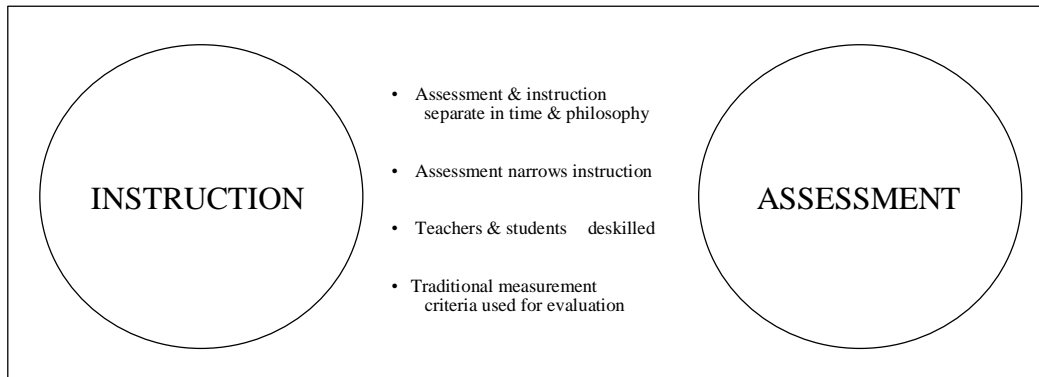 INSTRUCTION
• Assessment & instruction
separate in time & philosophy
• Assessment narrows instruction
• Teachers & students deskilled
• Traditional measurement
criteria used for evaluation
ASSESSMENT